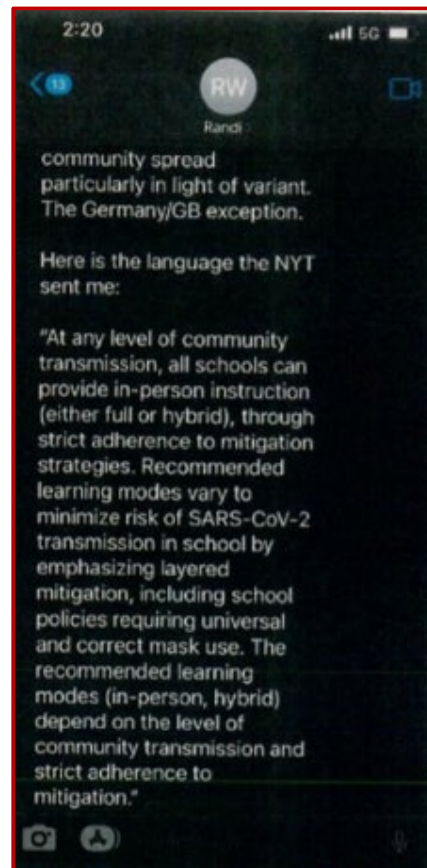 2:20
5G
13
RW
Randi
community spread
particularly in light of variant.
The Germany/GB exception.
Here is the language the NYT
sent me:
"At any level of community
transmission, all schools can
provide in-person instruction
(either full or hybrid), through
strict adherence to mitigation
strategies. Recommended
learning modes vary to
minimize risk of SARS-CoV-2
transmission in school by
emphasizing layered
mitigation, including school
policies requiring universal
and correct mask use. The
recommended learning
modes (in-person, hybrid)
depend on the level of
community transmission and
strict adherence to
mitigation."